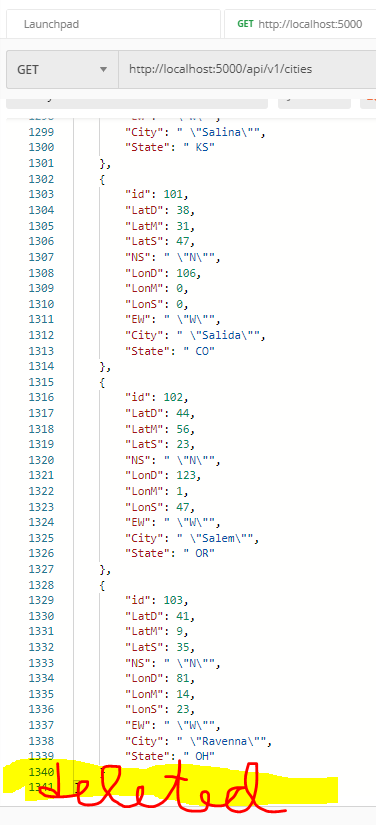 Launchpad
GET http://localhost:5000
GET http://localhost:5000/api/v1/cities
1299 "City": " \"Salina\"",
1300 "State": " KS"
1301 },
1302 {
1303 "id": 101,
1304 "LatD": 38,
1305 "LatM": 31,
1306 "LatS": 47,
1307 "NS": " \"N\"",
1308 "LonD": 106,
1309 "LonM": 0,
1310 "LonS": 0,
1311 "EW": " \"W\"",
1312 "City": " \"Salida\"",
1313 "State": " CO"
1314 },
1315 {
1316 "id": 102,
1317 "LatD": 44,
1318 "LatM": 56,
1319 "LatS": 23,
1320 "NS": " \"N\"",
1321 "LonD": 123,
1322 "LonM": 1,
1323 "LonS": 47,
1324 "EW": " \"W\"",
1325 "City": " \"Salem\"",
1326 "State": " OR"
1327 },
1328 {
1329 "id": 103,
1330 "LatD": 41,
1331 "LatM": 9,
1332 "LatS": 35,
1333 "NS": " \"N\"",
1334 "LonD": 81,
1335 "LonM": 14,
1336 "LonS": 23,
1337 "EW": " \"W\"",
1338 "City": " \"Ravenna\"",
1339 "State": " OH"
1340 }
1341 ]
deleted